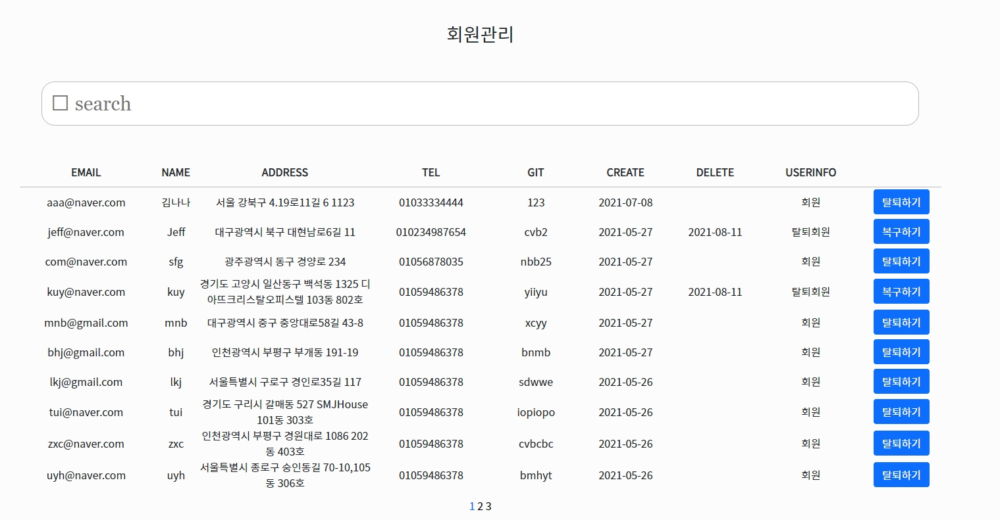 회원관리
☐ search
EMAIL NAME ADDRESS TEL GIT CREATE DELETE USERINFO
aaa@naver.com 김나나 서울 강북구 4.19로11길 6 1123 01033334444 123 2021-07-08 회원 탈퇴하기
jeff@naver.com Jeff 대구광역시 북구 대현남로6길 11 010234987654 cvb2 2021-05-27 2021-08-11 탈퇴회원 복구하기
com@naver.com sfg 광주광역시 동구 경양로 234 01056878035 nbb25 2021-05-27 회원 탈퇴하기
kuy@naver.com kuy 경기도 고양시 일산동구 백석동 1325 디
아뜨크리스탈오피스텔 103동 802호 01059486378 yiiyu 2021-05-27 2021-08-11 탈퇴회원 복구하기
mnb@gmail.com mnb 대구광역시 중구 중앙대로58길 43-8 01059486378 xcyy 2021-05-27 회원 탈퇴하기
bhj@gmail.com bhj 인천광역시 부평구 부개동 191-19 01059486378 bnmb 2021-05-27 회원 탈퇴하기
lkj@gmail.com lkj 서울특별시 구로구 경인로35길 117 01059486378 sdwwe 2021-05-26 회원 탈퇴하기
tui@naver.com tui 경기도 구리시 갈매동 527 SMJHouse
101동 303호 01059486378 iopiopo 2021-05-26 회원 탈퇴하기
zxc@naver.com zxc 인천광역시 부평구 경원대로 1086 202
동 403호 01059486378 cvbcbc 2021-05-26 회원 탈퇴하기
uyh@naver.com uyh 서울특별시 종로구 숭인동길 70-10,105
동 306호 01059486378 bmhyt 2021-05-26 회원 탈퇴하기
1 2 3